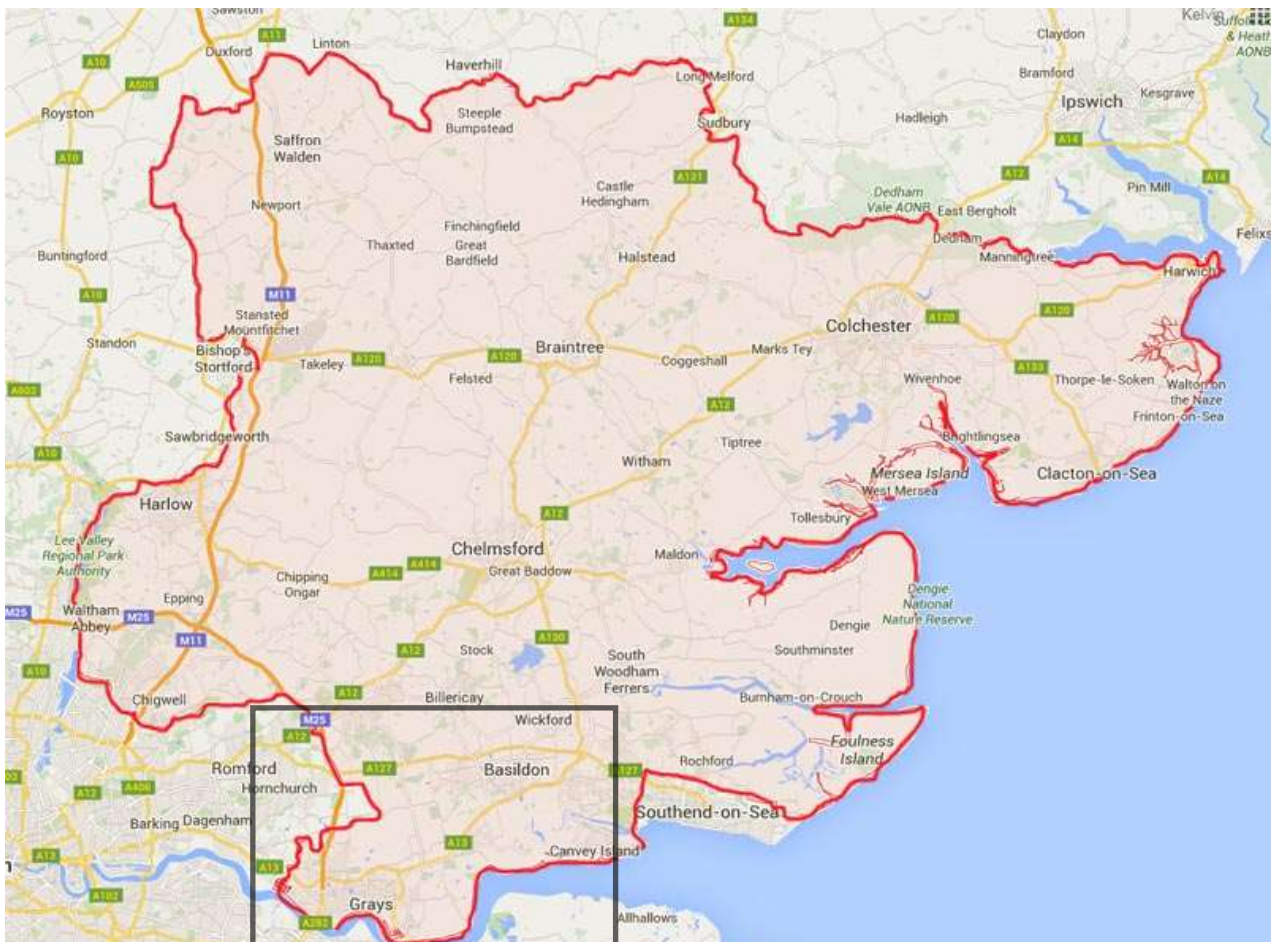 Sawston
A134
Kelvin
Suffolk
& Heath
AONB
A11
Linton
Duxford
A10
Claydon
Haverhill
Long Melford
Bramford
Kesgrave
A505
Royston
Steeple
Bumpstead
Ipswich
Sudbury
Hadleigh
Saffron
Walden
A14
A10
A12
A14
A131
Castle
Hedingham
Dedham
Vale AONB
Pin Mill
Newport
East Bergholt
Finchingfield
Great
Bardfield
Thaxted
Dedham
Felixs
Buntingford
Halstead
Manningtree
Harwich
A10
M11
Stansted
Mountfitchet
A120
Colchester
A120
Standon
Bishop's
Stortford
Takeley
A120
A120
Braintree
Coggeshall
Marks Tey
Felsted
Wivenhoe
A133
Thorpe-le-Soken
Walton on
the Naze
Frinton-on-Sea
A12
Sawbridgeworth
Tiptree
Brightlingsea
A10
Witham
Mersea Island
West Mersea
Clacton-on-Sea
Harlow
A12
Tollesbury
Lee Valley
Regional Park
Authority
Chelmsford
Great Baddow
Maldon
A414
A414
Chipping
Ongar
Epping
Dengie
National
Nature Reserve
M25
Waltham
Abbey
M25
M11
Dengie
A130
Stock
A12
South
Woodham
Ferrers
Southminster
A10
Chigwell
A12
Billericay
Burnham-on-Crouch
M25
A12
Wickford
Foulness
Island
Romford
Hornchurch
A127
Basildon
A127
Rochford
A12
A406
Barking
Dagenham
Southend-on-Sea
A13
A13
A13
Canvey Island
A102
Grays
A282
Allhallows